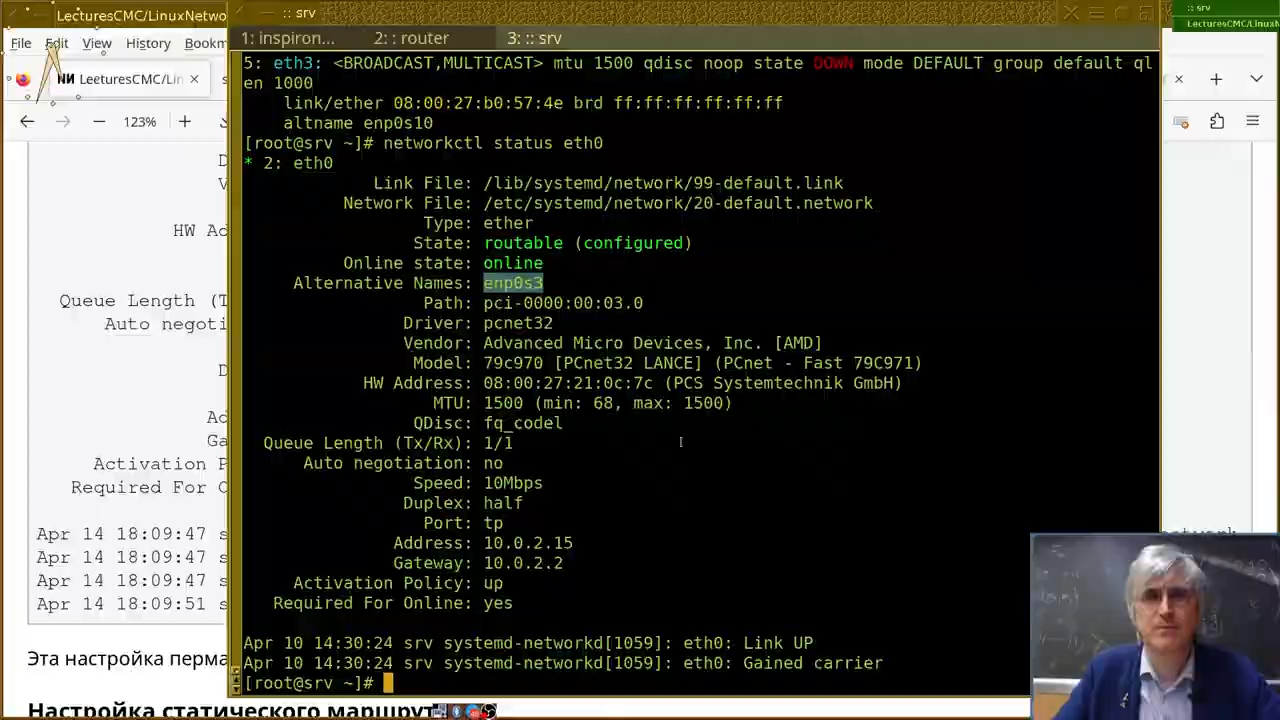 LecturesCMC/LinuxNetwo
:: srv
:: srv
LecturesCMC/LinuxNetwo
File Edit View History Bookm
1: inspiron... 2: : router 3: :: srv
LecturesCMC/Lin
123%
5: eth3: <BROADCAST,MULTICAST> mtu 1500 qdisc noop state DOWN mode DEFAULT group default ql
en 1000
link/ether 08:00:27:b0:57:4e brd ff:ff:ff:ff:ff:ff
altname enp0s10
[root@srv ~]# networkctl status eth0
* 2: eth0
Link File: /lib/systemd/network/99-default.link
Network File: /etc/systemd/network/20-default.network
Type: ether
State: routable (configured)
Online state: online
Alternative Names: enp0s3
Path: pci-0000:00:03.0
Driver: pcnet32
Vendor: Advanced Micro Devices, Inc. [AMD]
Model: 79c970 [PCnet32 LANCE] (PCnet - Fast 79C971)
HW Address: 08:00:27:21:0c:7c (PCS Systemtechnik GmbH)
MTU: 1500 (min: 68, max: 1500)
QDisc: fq_codel
Queue Length (Tx/Rx): 1/1
Auto negotiation: no
Speed: 10Mbps
Duplex: half
Port: tp
Address: 10.0.2.15
Gateway: 10.0.2.2
Activation Policy: up
Required For Online: yes
Apr 10 14:30:24 srv systemd-networkd[1059]: eth0: Link UP
Apr 10 14:30:24 srv systemd-networkd[1059]: eth0: Gained carrier
[root@srv ~]#
D
V
HW Ad
Queue Length (T
Auto negoti
D
Ad
Ga
Activation P
Required For O
Apr 14 18:09:47 s
Apr 14 18:09:47 s
Apr 14 18:09:47 s
Apr 14 18:09:51 s
Эта настройка перма
Настройка статического маршрут